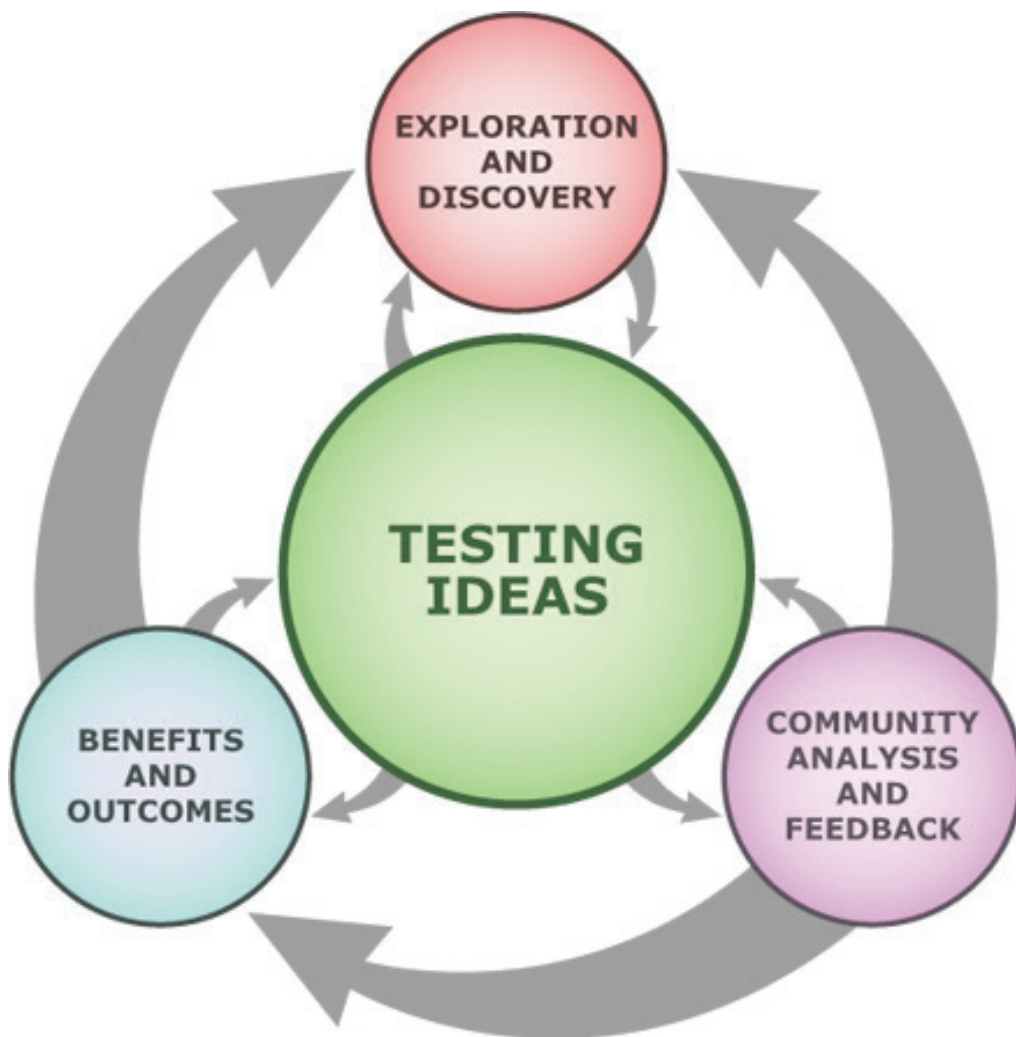 EXPLORATION
AND
DISCOVERY
TESTING
IDEAS
BENEFITS
AND
OUTCOMES
COMMUNITY
ANALYSIS
AND
FEEDBACK